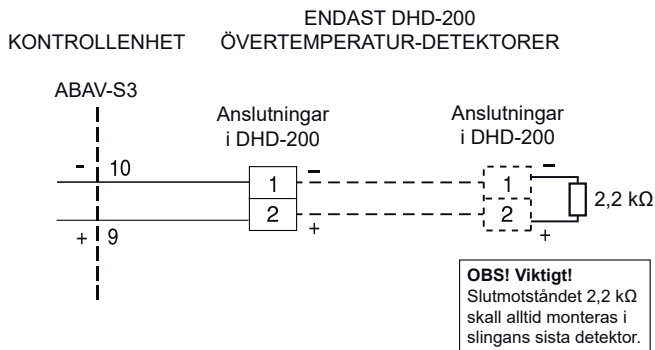 ENDAST DHD-200
KONTROLLENHET ÖVERTEMPERATUR-DETEKTORER
ABAV-S3
Anslutningar
i DHD-200
Anslutningar
i DHD-200
- 10
1 -
1 -
2,2 kΩ
2
2
+ 9
+
+
OBS! Viktigt!
Slutmotståndet 2,2 kΩ
skall alltid monteras i
slingans sista detektor.